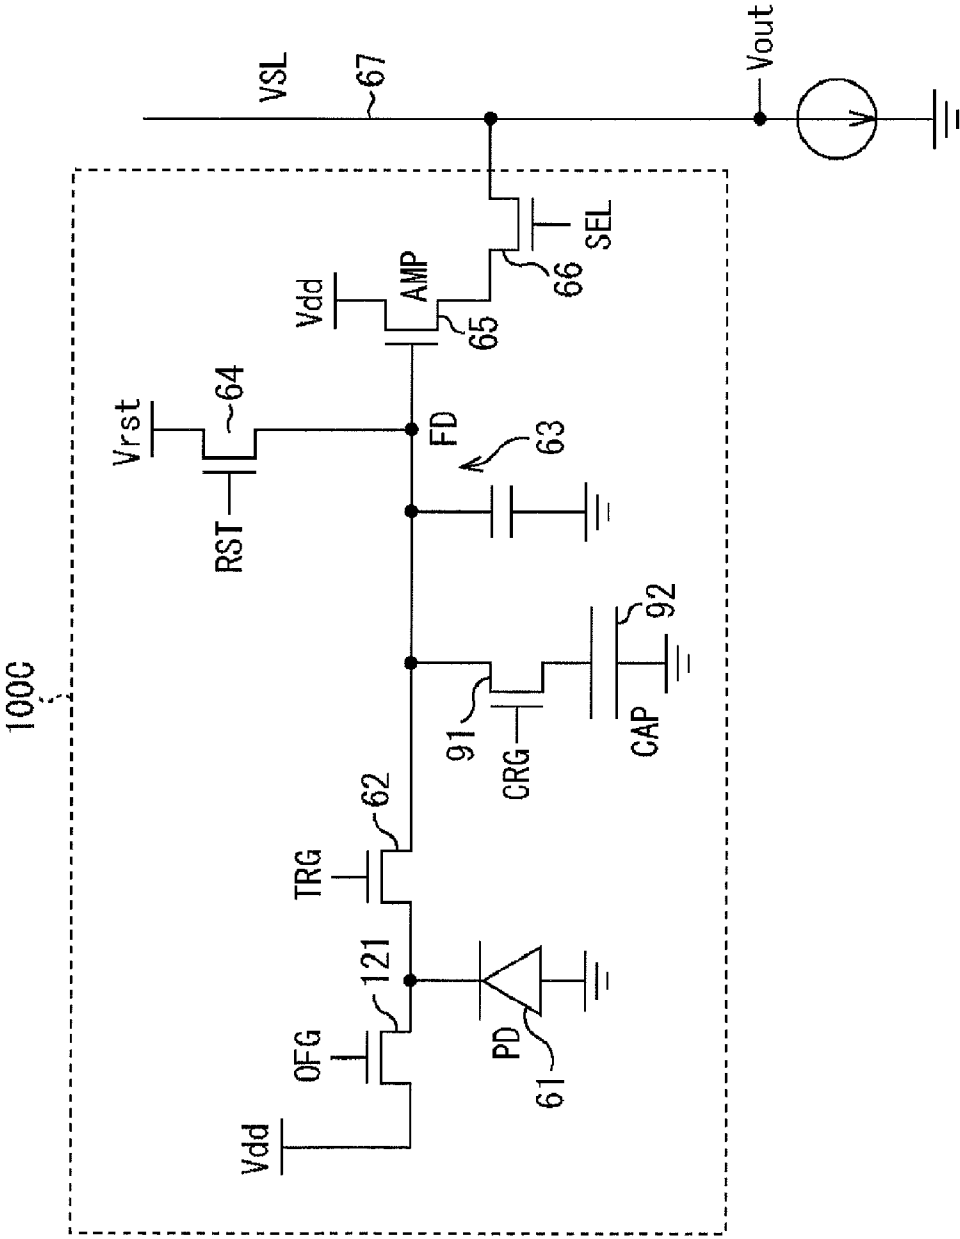 100C
Vdd
OFG
121
PD
61
TRG
62
CRG
91
CAP
92
63
FD
RST
Vrst
64
Vdd
AMP
65
66
SEL
VSL
67
Vout